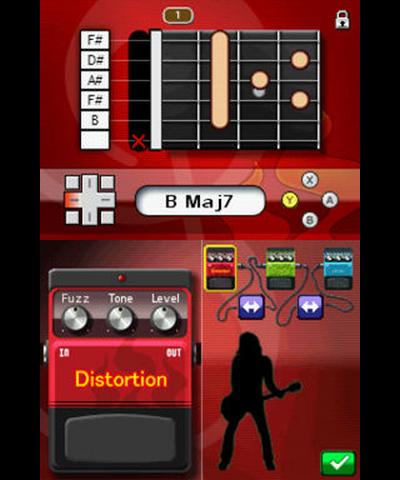 1
F#
D#
A#
F#
B
X
B Maj7
Y
A
B
Fuzz Tone Level
IN OUT
Distortion